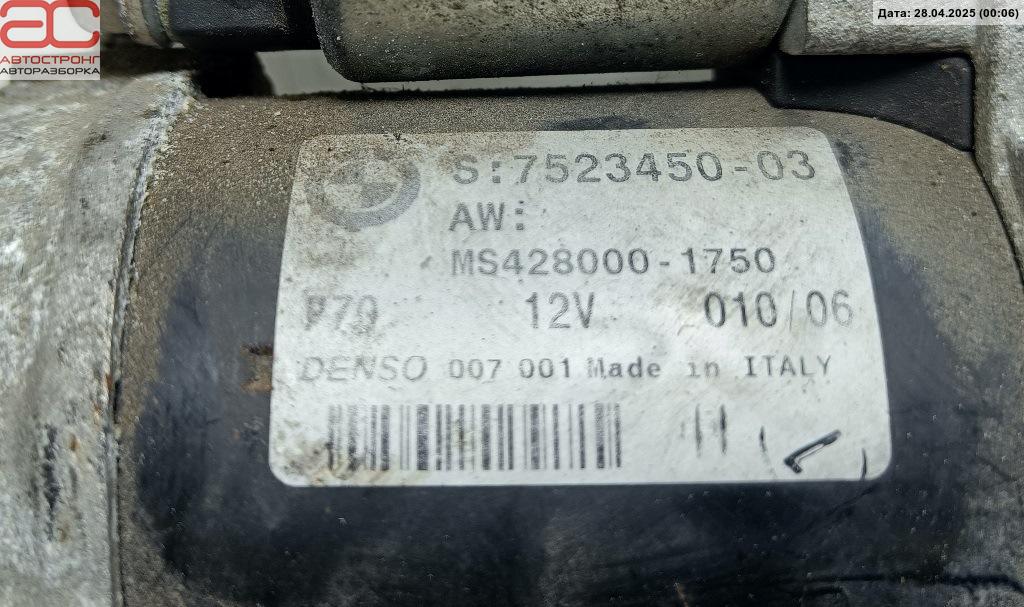 Дата: 28.04.2025 (00:06)
АС
АВТОСТРОНГ
АВТОРАЗБОРКА
S:7523450-03
AW:
MS428000-1750
P70 12V 010/06
DENSO 007 001 Made in ITALY